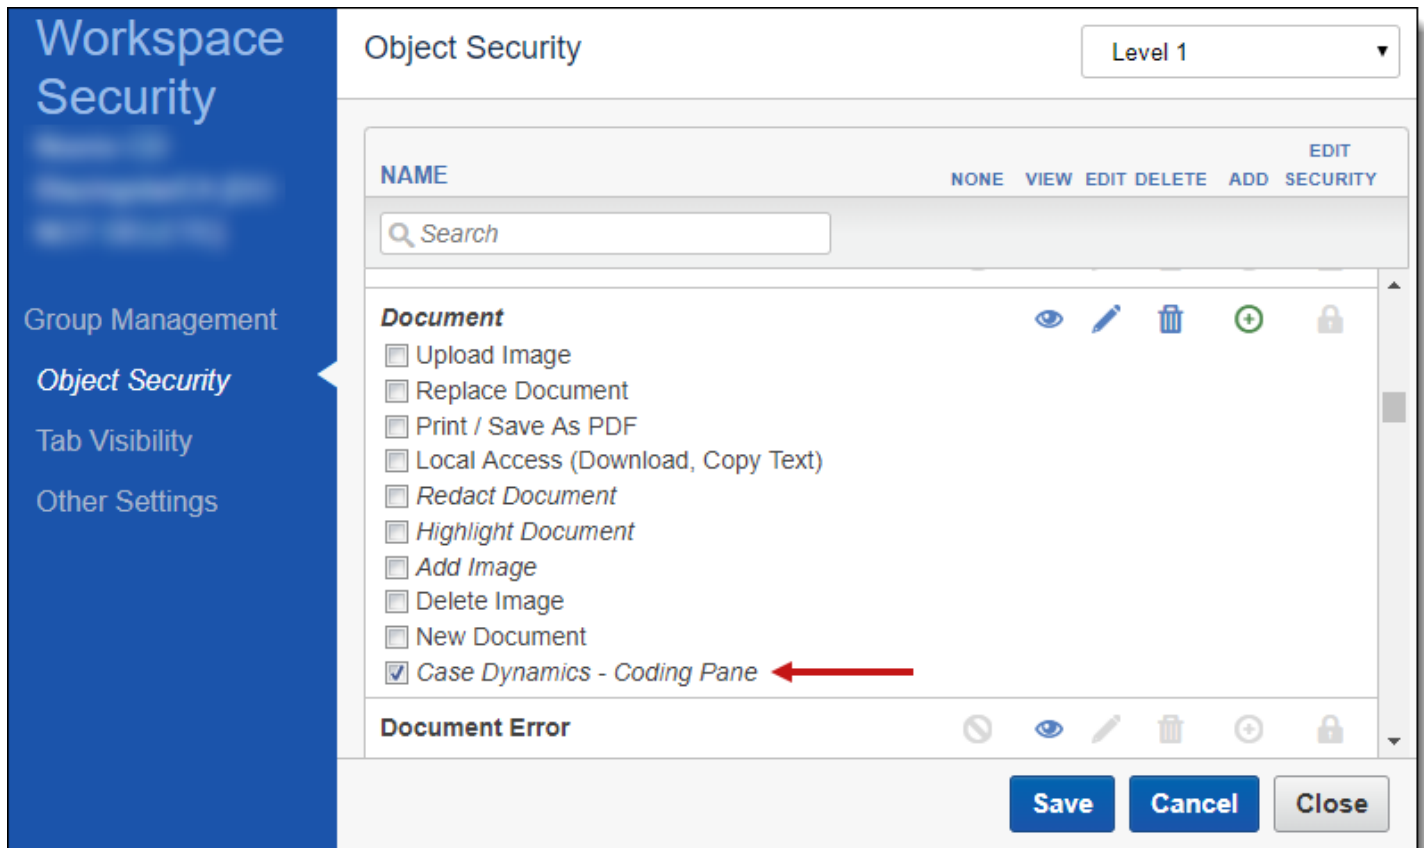 Workspace
Security
Group Management
Object Security
Tab Visibility
Other Settings
Object Security
Level 1
NAME
NONE VIEW EDIT DELETE ADD EDIT SECURITY
Search
Document
Upload Image
Replace Document
Print / Save As PDF
Local Access (Download, Copy Text)
Redact Document
Highlight Document
Add Image
Delete Image
New Document
Case Dynamics - Coding Pane
Document Error
Save Cancel Close